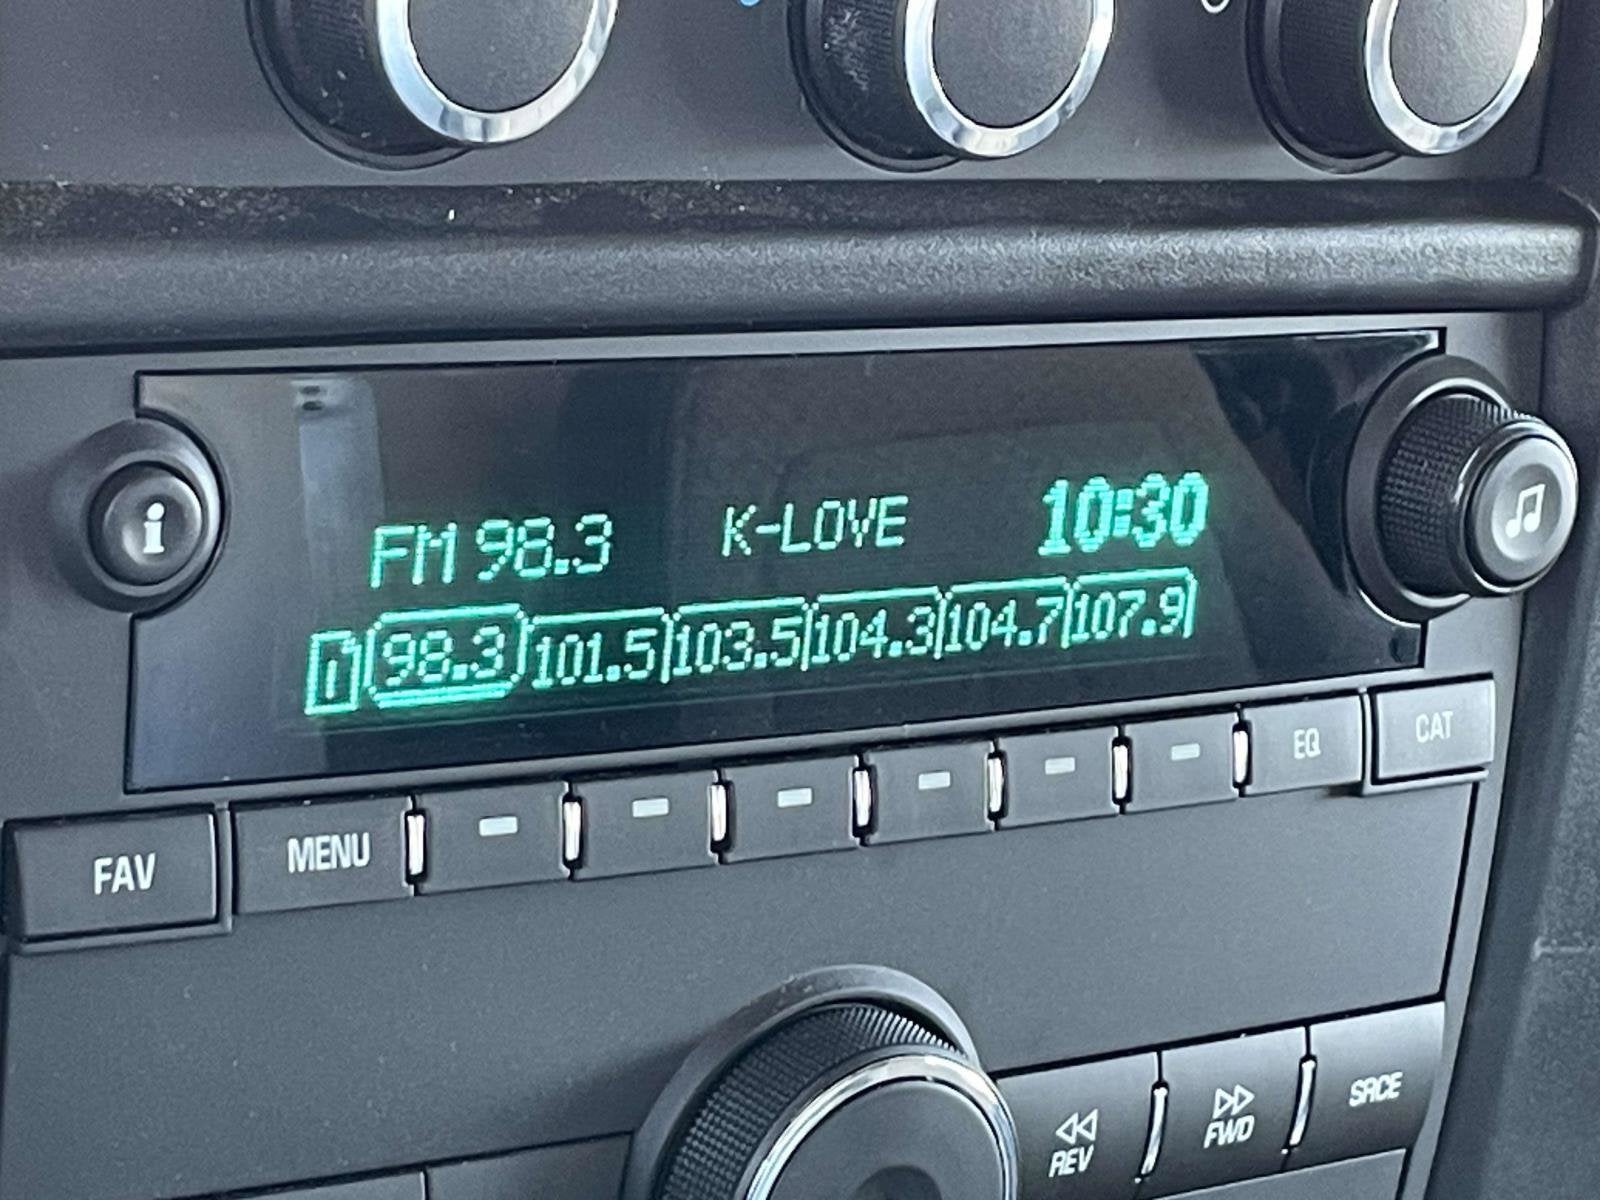 i
FM 98.3 K-LOVE 10:30
1 98.3 101.5 103.5 104.3 104.7 107.9
EQ CAT
FAV MENU
SRCE
REV FWD